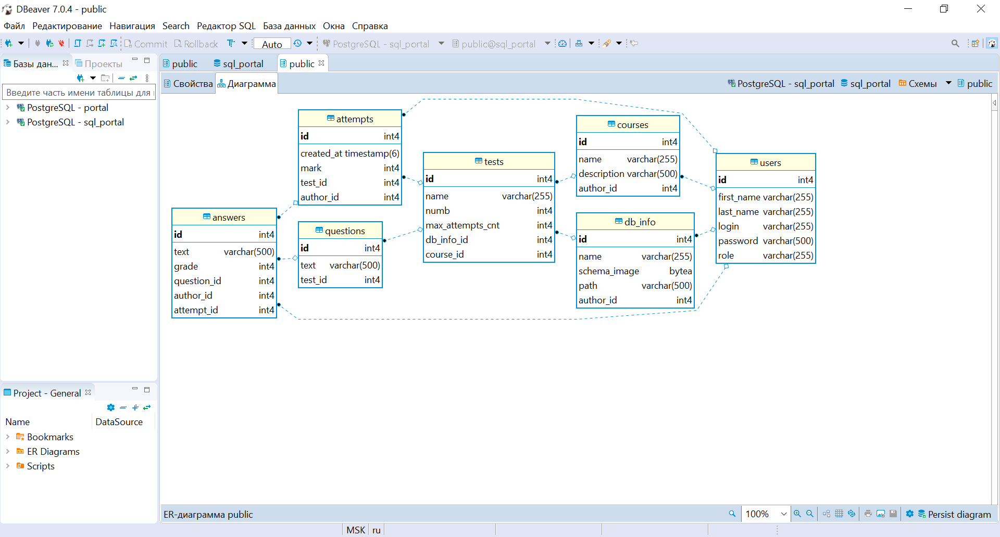 DBeaver 7.0.4 - public
Файл Редактирование Навигация Search Редактор SQL База данных Окна Справка
Commit Rollback Auto PostgreSQL - sql_portal public@sql_portal
Базы дан... Проекты
public sql_portal public
Свойства Диаграмма
PostgreSQL - sql_portal sql_portal Схемы public
Введите часть имени таблицы для
PostgreSQL - portal
PostgreSQL - sql_portal
attempts
id int4
created_at timestamp(6)
mark int4
test_id int4
author_id int4
answers
id int4
text varchar(500)
grade int4
question_id int4
author_id int4
attempt_id int4
questions
id int4
text varchar(500)
test_id int4
tests
id int4
name varchar(255)
numb int4
max_attempts_cnt int4
db_info_id int4
course_id int4
courses
id int4
name varchar(255)
description varchar(500)
author_id int4
db_info
id int4
name varchar(255)
schema_image bytea
path varchar(500)
author_id int4
users
id int4
first_name varchar(255)
last_name varchar(255)
login varchar(255)
password varchar(500)
role varchar(255)
Project - General
Name DataSource
Bookmarks
ER Diagrams
Scripts
ER-диаграмма public
100%
Persist diagram
MSK ru